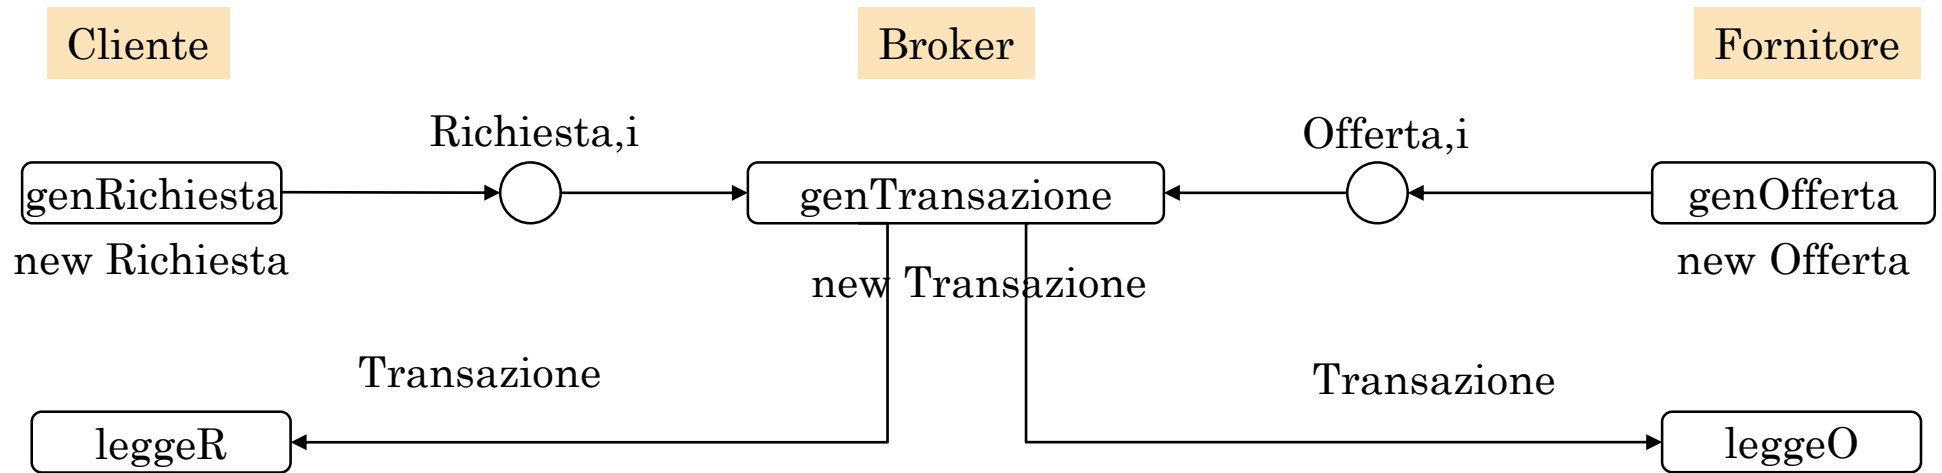 Cliente
Broker
Fornitore
Richiesta,i
Offerta,i
genRichiesta
genTransazione
genOfferta
new Richiesta
new Transazione
new Offerta
Transazione
Transazione
leggeR
leggeO